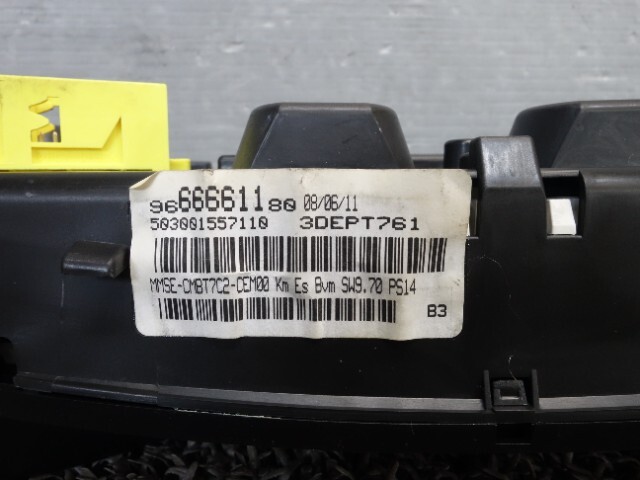 9666661180 08/06/11
503001557110 3DEPT761
MMSE-CMBT7C2-CEM00 Km Es Bvm SW9.70 PS14
B3